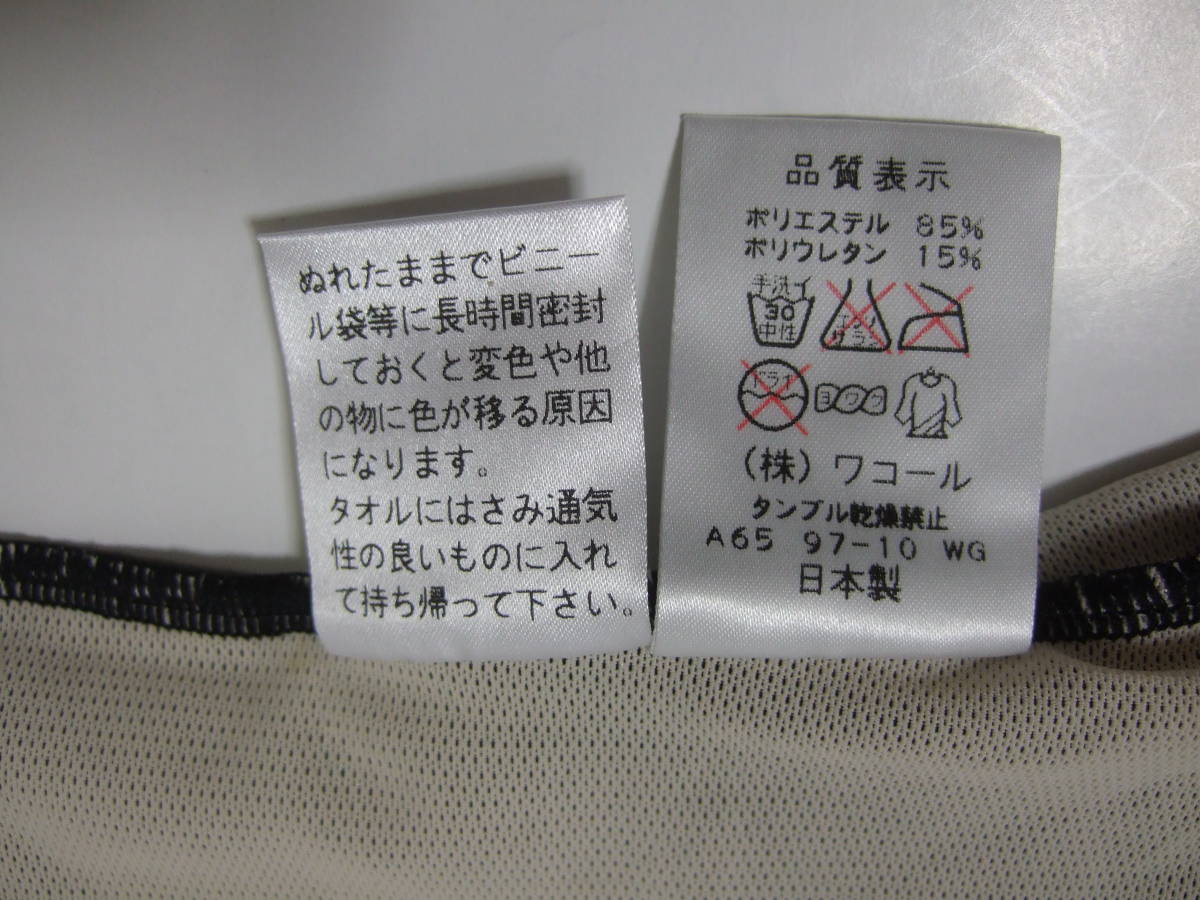 ぬれたままでビニー
ル袋等に長時間密封
しておくと変色や他
の物に色が移る原因
になります。
タオルにはさみ通気
性の良いものに入れ
て持ち帰って下さい。
品質表示
ポリエステル 85%
ポリウレタン 15%
手洗イ
30
中性
エンソ
サラシ
ドライ
ヨワク
(株)ワコール
タンブル乾燥禁止
A65 97-10 WG
日本製